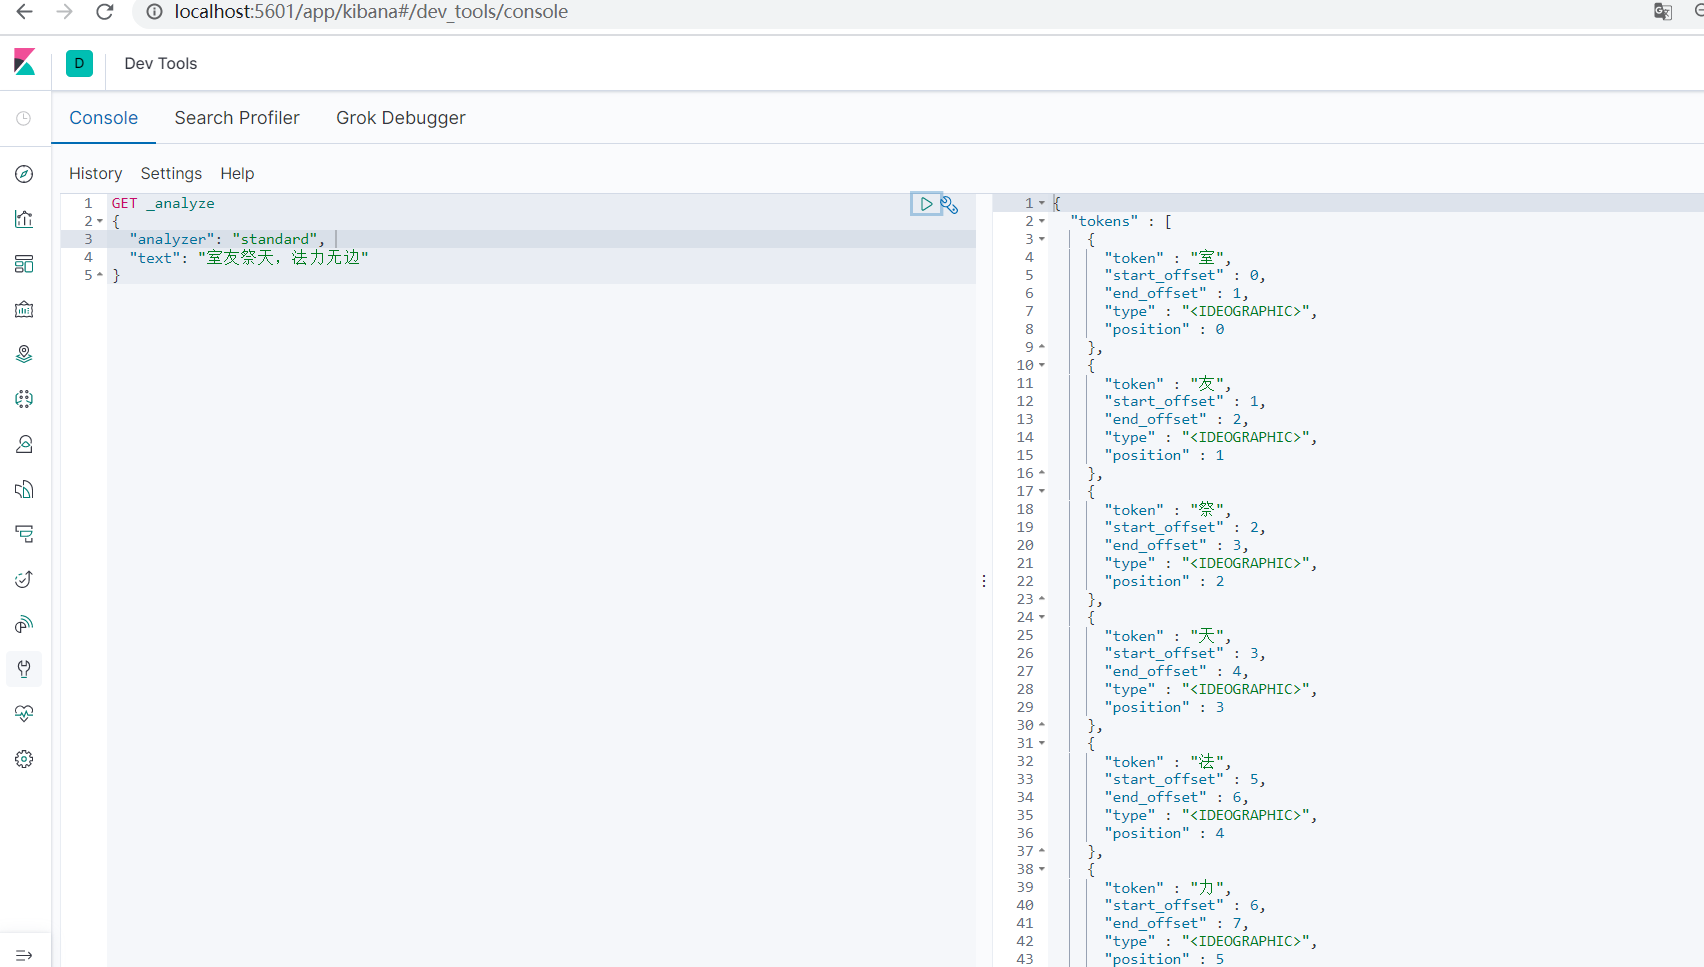 localhost:5601/app/kibana#/dev_tools/console
D
Dev Tools
Console
Search Profiler
Grok Debugger
History
Settings
Help
1 GET _analyze
2 {
3 "analyzer": "standard",
4 "text": "室友祭天，法力无边"
5 }
1 {
2 "tokens" : [
3 {
4 "token" : "室",
5 "start_offset" : 0,
6 "end_offset" : 1,
7 "type" : "<IDEOGRAPHIC>",
8 "position" : 0
9 },
10 {
11 "token" : "友",
12 "start_offset" : 1,
13 "end_offset" : 2,
14 "type" : "<IDEOGRAPHIC>",
15 "position" : 1
16 },
17 {
18 "token" : "祭",
19 "start_offset" : 2,
20 "end_offset" : 3,
21 "type" : "<IDEOGRAPHIC>",
22 "position" : 2
23 },
24 {
25 "token" : "天",
26 "start_offset" : 3,
27 "end_offset" : 4,
28 "type" : "<IDEOGRAPHIC>",
29 "position" : 3
30 },
31 {
32 "token" : "法",
33 "start_offset" : 5,
34 "end_offset" : 6,
35 "type" : "<IDEOGRAPHIC>",
36 "position" : 4
37 },
38 {
39 "token" : "力",
40 "start_offset" : 6,
41 "end_offset" : 7,
42 "type" : "<IDEOGRAPHIC>",
43 "position" : 5